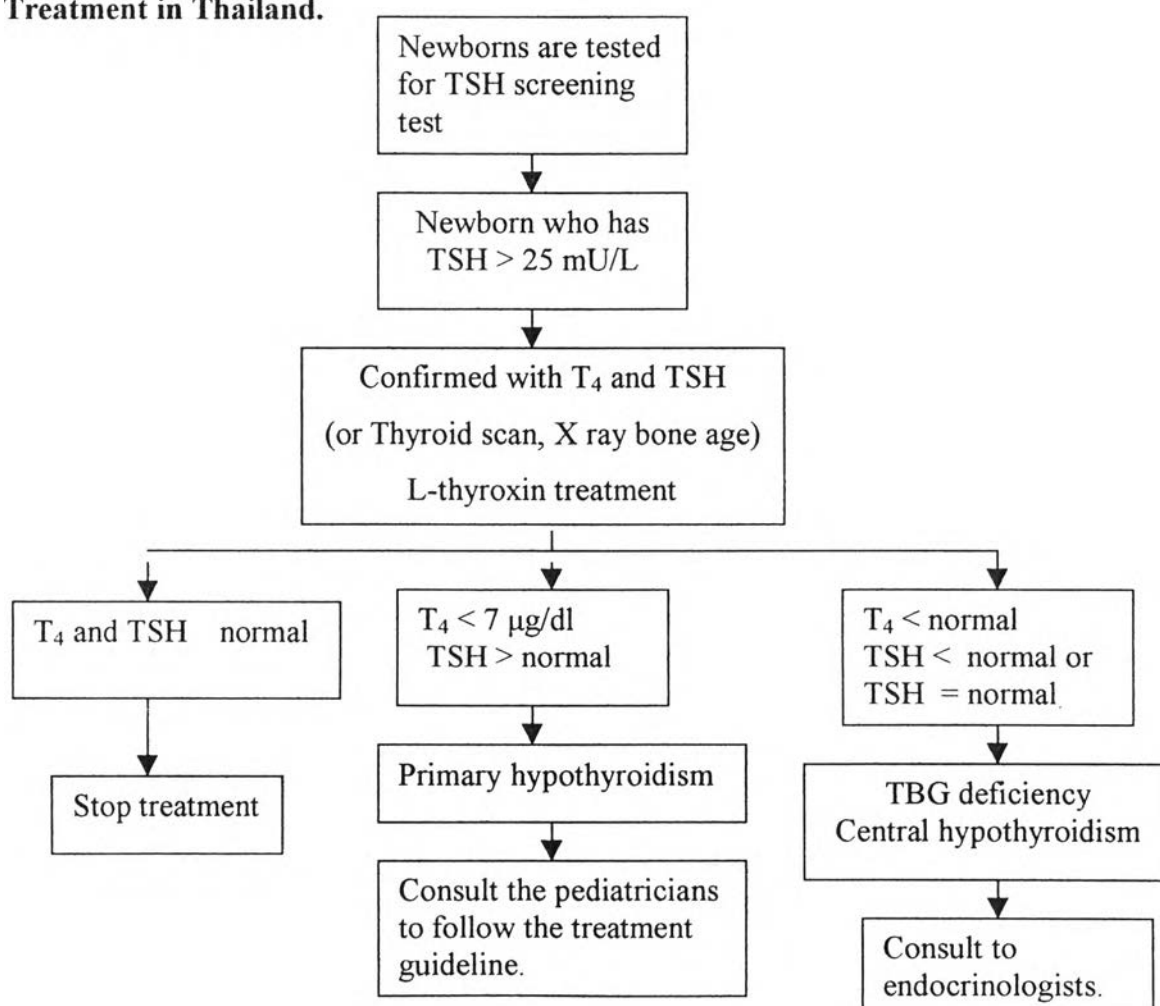 Treatment in Thailand.
Newborns are tested
for TSH screening
test
Newborn who has
TSH > 25 mU/L
Confirmed with T₄ and TSH
(or Thyroid scan, X ray bone age)
L-thyroxin treatment
T₄ and TSH normal
Stop treatment
T₄ < 7 µg/dl
TSH > normal
Primary hypothyroidism
Consult the pediatricians
to follow the treatment
guideline.
T₄ < normal
TSH < normal or
TSH = normal.
TBG deficiency
Central hypothyroidism
Consult to
endocrinologists.